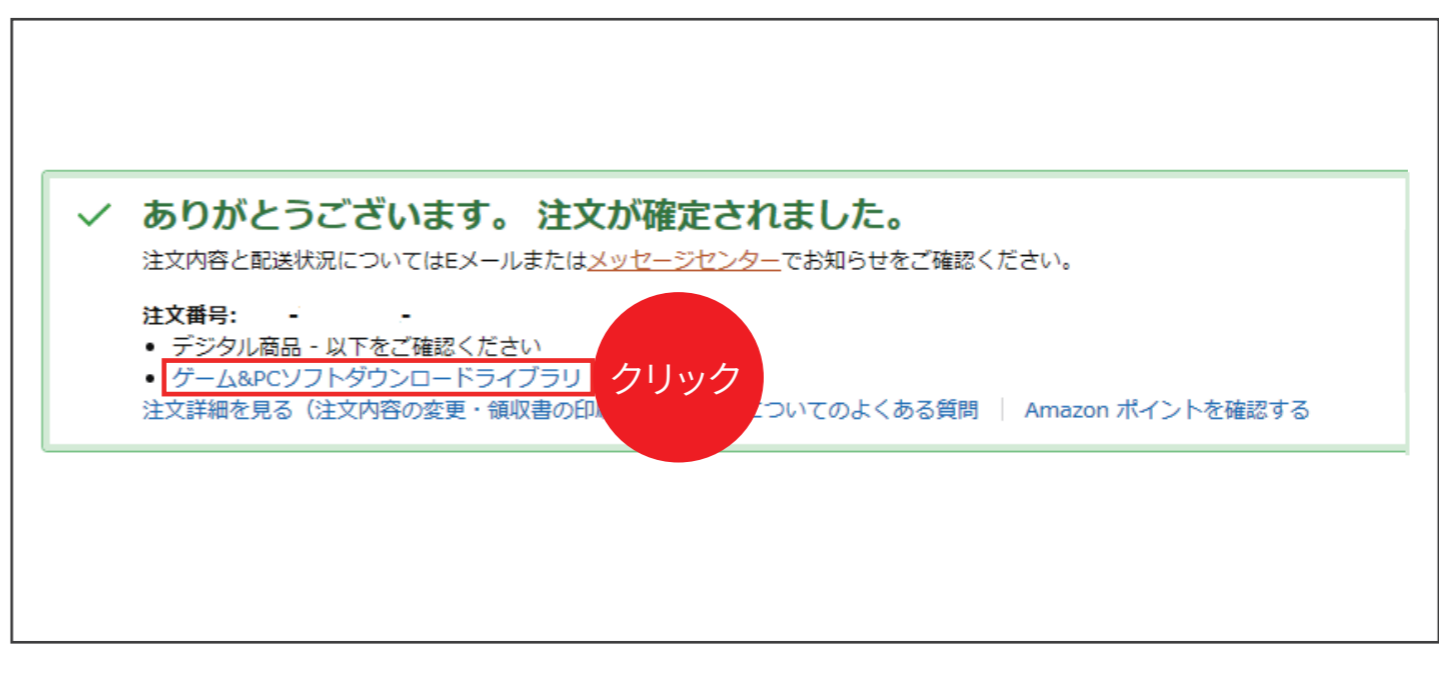 ありがとうございます。 注文が確定されました。
注文内容と配送状況についてはEメールまたはメッセージセンターでお知らせをご確認ください。
注文番号: - -
• デジタル商品 - 以下をご確認ください
• ゲーム&PCソフトダウンロードライブラリ
クリック
注文詳細を見る（注文内容の変更・領収書の ついてのよくある質問 | Amazon ポイントを確認する